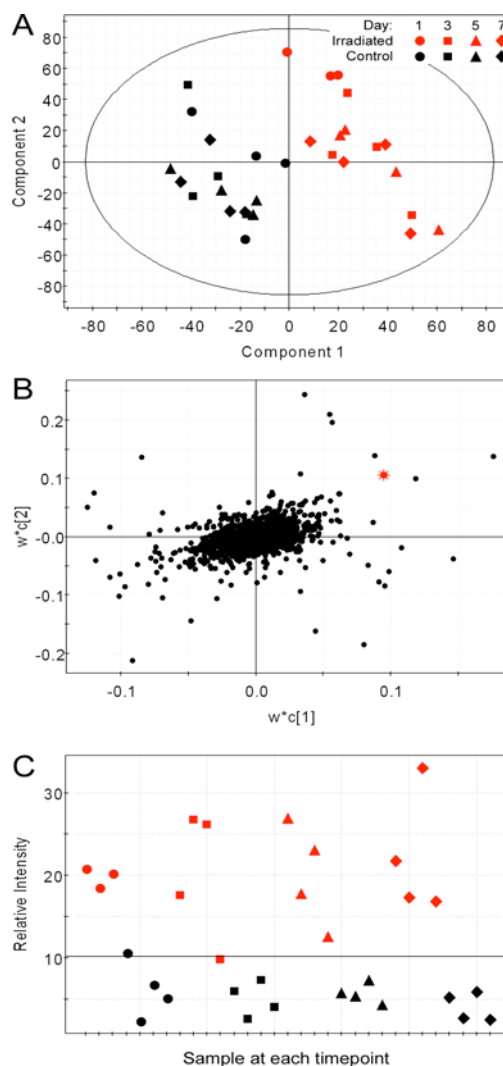 A
Day: 1 3 5 7
Irradiated
Control
80
60
40
20
0
-20
-40
-60
-80
Component 2
-80 -60 -40 -20 0 20 40 60 80
Component 1
B
0.2
0.1
-0.0
-0.1
-0.2
w*c[2]
-0.1 0.0 0.1
w*c[1]
C
30
20
10
Relative Intensity
Sample at each timepoint